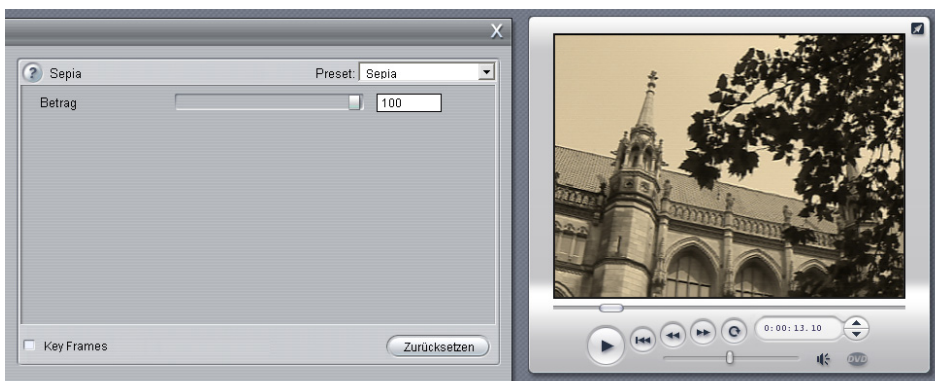 X
? Sepia Preset: Sepia
Betrag 100
Key Frames Zurücksetzen
0:00:13.10
DVD